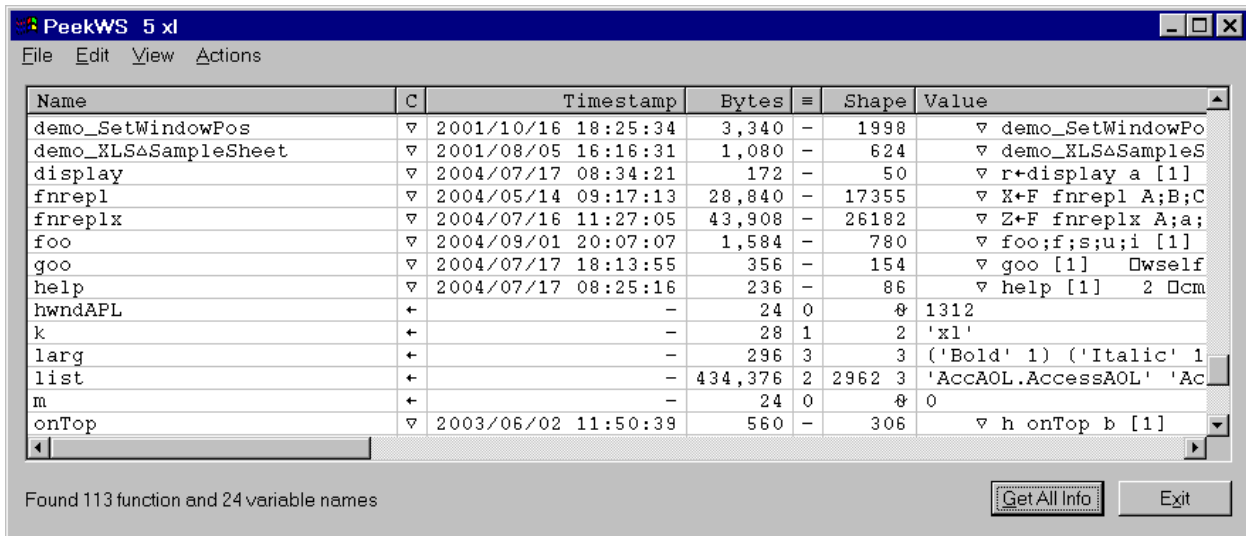 PeekWS 5 xl
File Edit View Actions
Name C Timestamp Bytes ≡ Shape Value
demo_SetWindowPos ∇ 2001/10/16 18:25:34 3,340 – 1998 ∇ demo_SetWindowPo
demo_XLS∆SampleSheet ∇ 2001/08/05 16:16:31 1,080 – 624 ∇ demo_XLS∆SampleS
display ∇ 2004/07/17 08:34:21 172 – 50 ∇ r←display a [1]
fnrepl ∇ 2004/05/14 09:17:13 28,840 – 17355 ∇ X←F fnrepl A;B;C
fnreplx ∇ 2004/07/16 11:27:05 43,908 – 26182 ∇ Z←F fnreplx A;a;
foo ∇ 2004/09/01 20:07:07 1,584 – 780 ∇ foo;f;s;u;i [1]
goo ∇ 2004/07/17 18:13:55 356 – 154 ∇ goo [1] ⎕wself
help ∇ 2004/07/17 08:25:16 236 – 86 ∇ help [1] 2 ⎕cm
hwndAPL ← – 24 0 ⍬ 1312
k ← – 28 1 2 'xl'
larg ← – 296 3 3 ('Bold' 1) ('Italic' 1
list ← – 434,376 2 2962 3 'AccAOL.AccessAOL' 'Ac
m ← – 24 0 ⍬ 0
onTop ∇ 2003/06/02 11:50:39 560 – 306 ∇ h onTop b [1]
Found 113 function and 24 variable names
Get All Info Exit